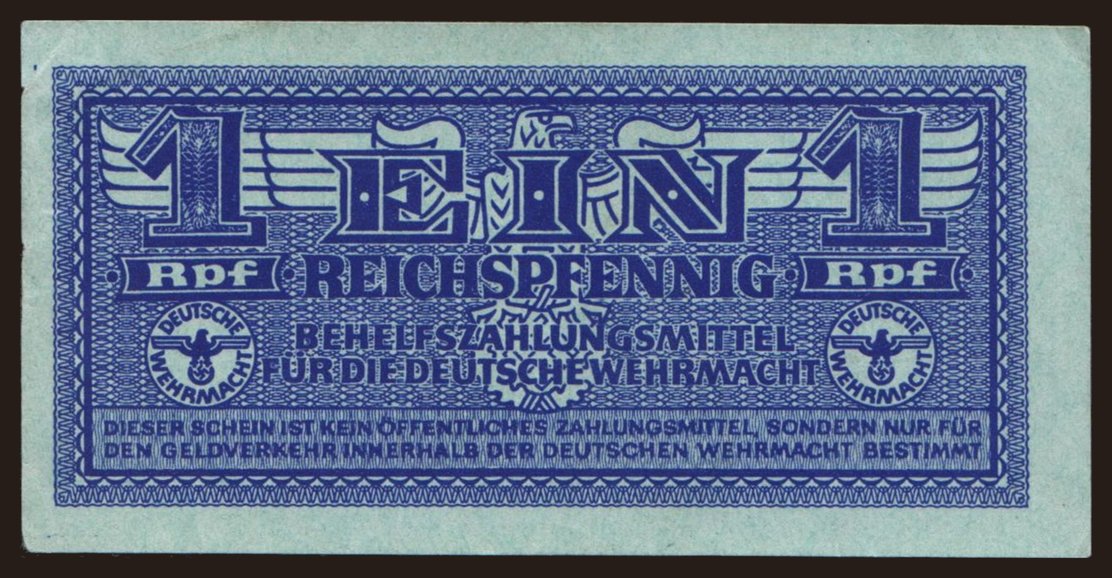 1 EIN 1
Rpf REICHSPFENNIG Rpf
DEUTSCHE WEHRMACHT
BEHELFSZAHLUNGSMITTEL
FÜR DIE DEUTSCHE WEHRMACHT
DEUTSCHE WEHRMACHT
DIESER SCHEIN IST KEIN ÖFFENTLICHES ZAHLUNGSMITTEL, SONDERN NUR FÜR
DEN GELDVERKEHR INNERHALB DER DEUTSCHEN WEHRMACHT BESTIMMT